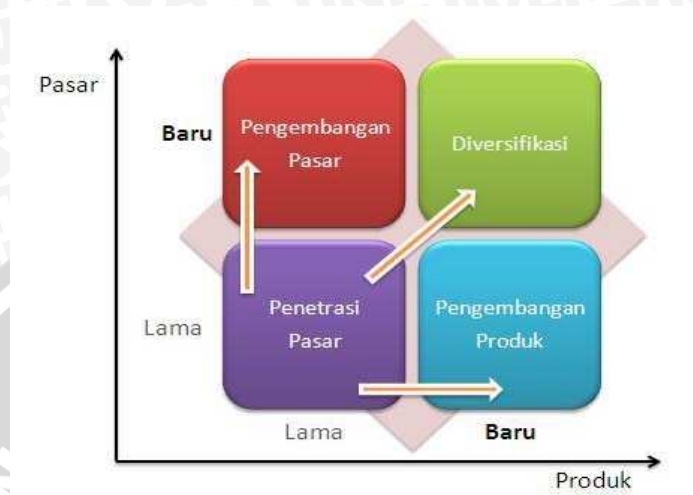 Pasar
Baru
Pengembangan
Pasar
Diversifikasi
Lama
Penetrasi
Pasar
Pengembangan
Produk
Lama
Baru
Produk